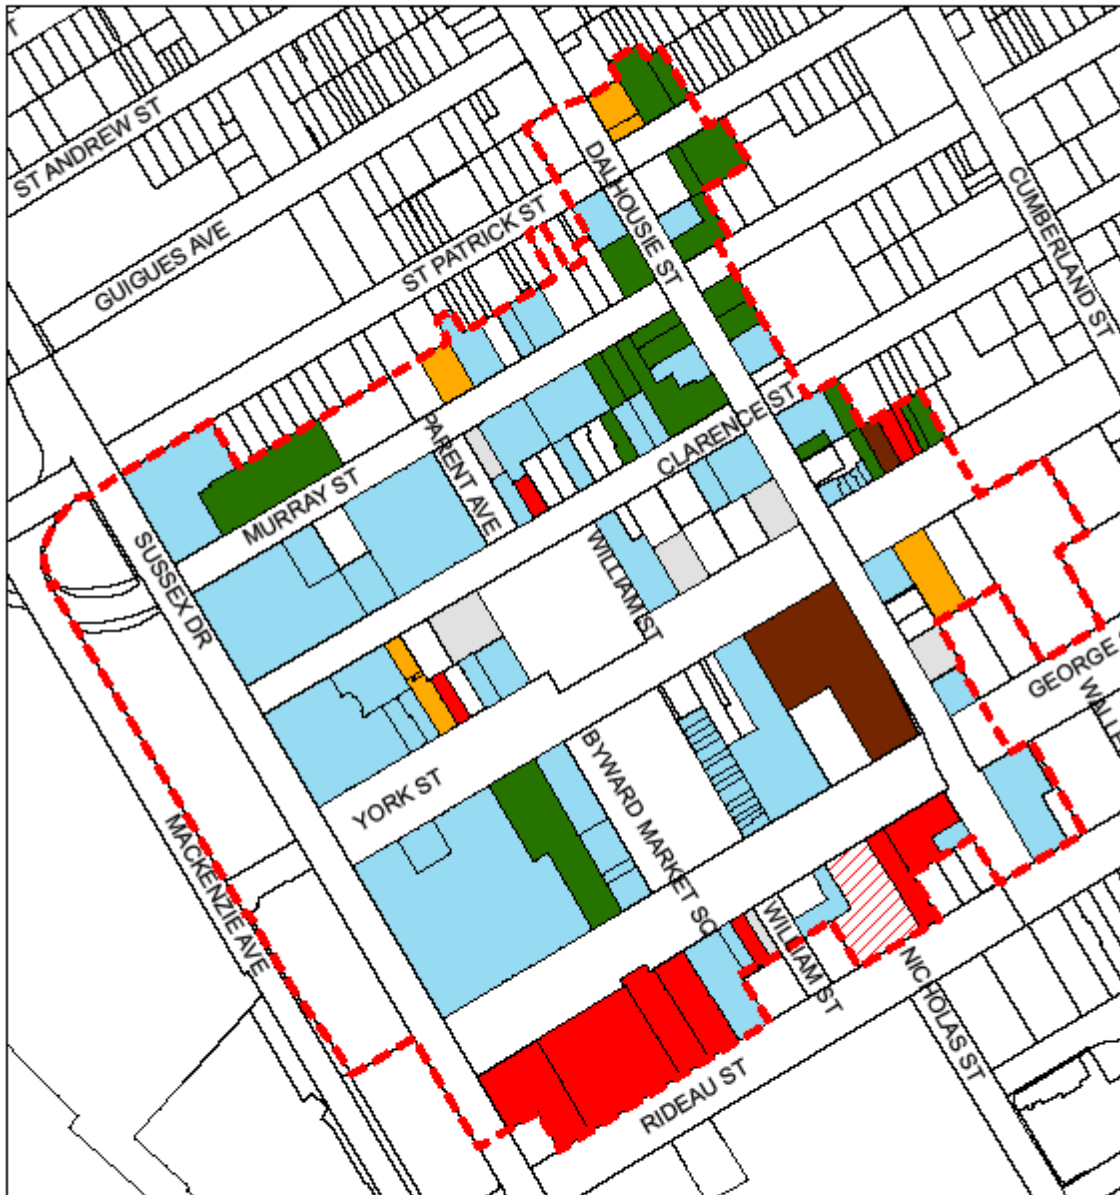 ST ANDREW ST
GUIGUES AVE
ST PATRICK ST
DALHOUSIE ST
CUMBERLAND ST
MURRAY ST
PARENT AVE
CLARENCE ST
SUSSEX DR
WILLIAM ST
YORK ST
BYWARD MARKET SQ
GEORGE
WALLE
MACKENZIE AVE
WILLIAM ST
NICHOLAS ST
RIDEAU ST